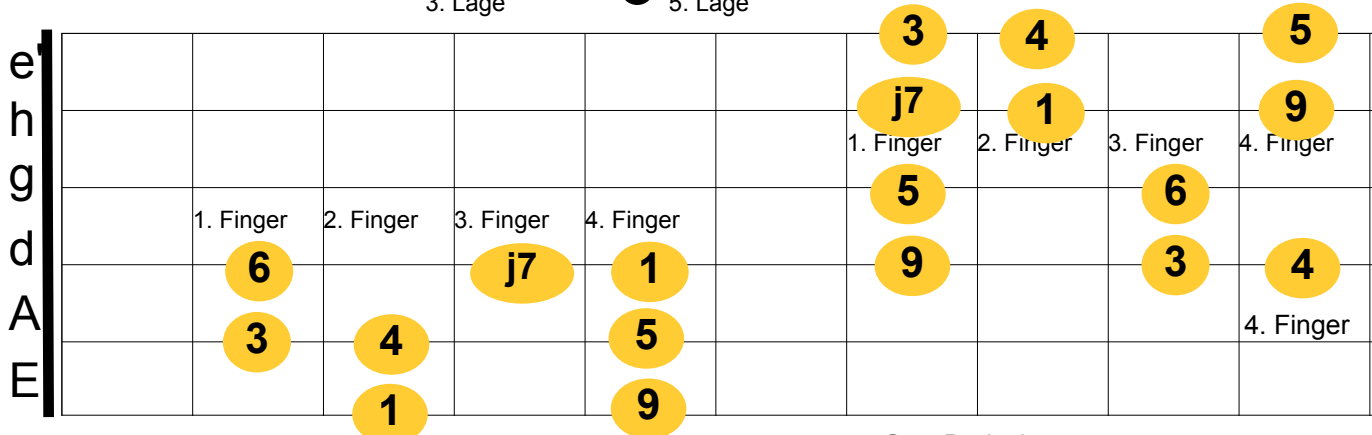 3. Lage 5. Lage
e' 3 4 5
h j7 1 9
1. Finger 2. Finger 3. Finger 4. Finger
g 5 6
1. Finger 2. Finger 3. Finger 4. Finger
d 6 j7 1 9 3 4
A 3 4 5 4. Finger
E 1 9